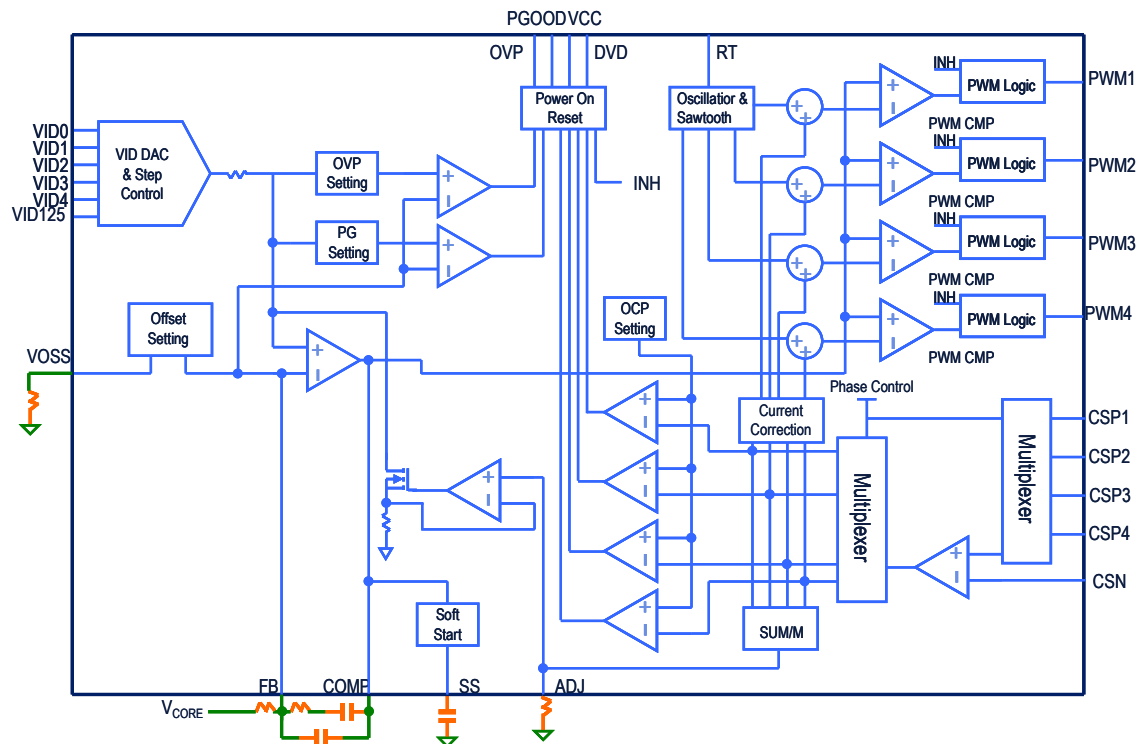 PGOOD VCC
OVP
DVD
RT
Power On
Reset
Oscillatior &
Sawtooth
INH
PWM Logic
PWM1
PWM CMP
INH
PWM Logic
PWM2
PWM CMP
INH
PWM Logic
PWM3
PWM CMP
INH
PWM Logic
PWM4
PWM CMP
VID0
VID1
VID2
VID3
VID4
VID125
VID DAC
& Step
Control
OVP
Setting
PG
Setting
INH
Offset
Setting
OCP
Setting
VOSS
Phase Control
Current
Correction
Multiplexer
Multiplexer
CSP1
CSP2
CSP3
CSP4
CSN
Soft
Start
SUM/M
FB
COMP
SS
ADJ
VCORE